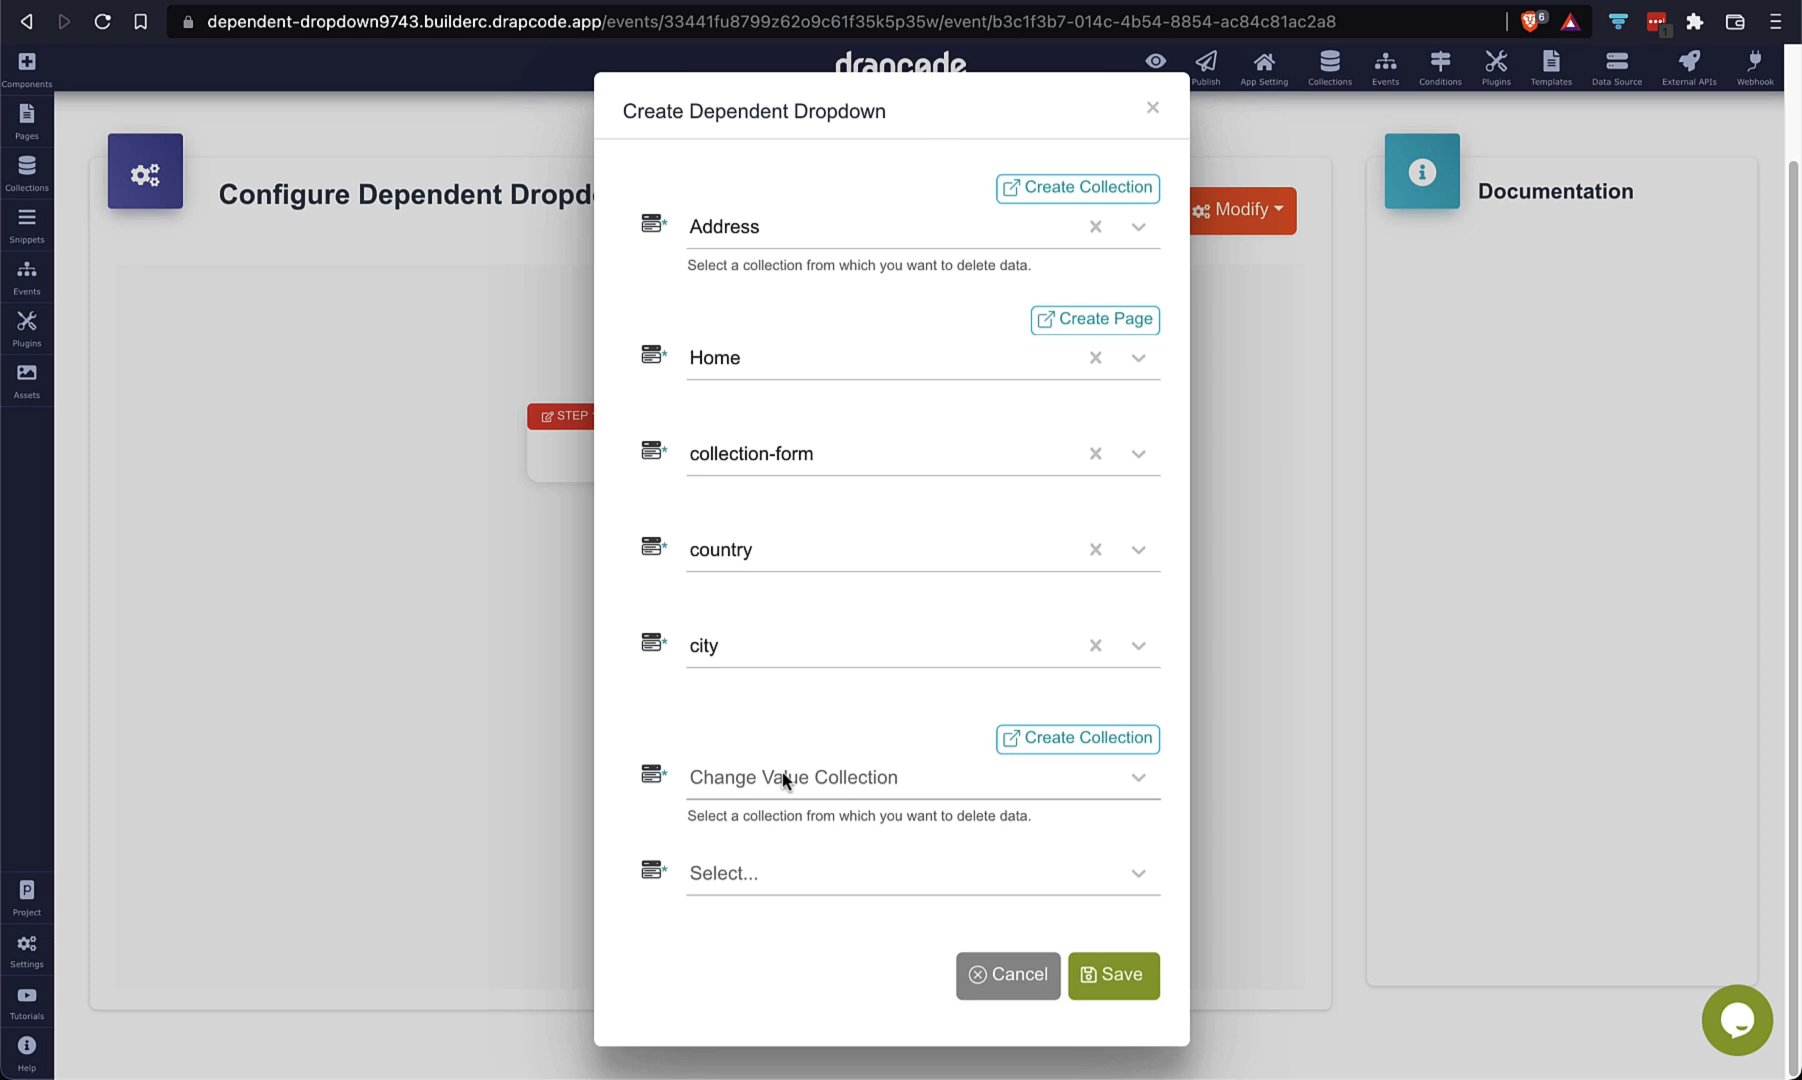 dependent-dropdown9743.builderc.drapcode.app/events/33441fu8799z62o9c61f35k5p35w/event/b3c1f3b7-014c-4b54-8854-ac84c81ac2a8
6
1
drapcode
Publish
App Setting
Collections
Events
Conditions
Plugins
Templates
Data Source
External APIs
Webhook
Components
Pages
Collections
Snippets
Events
Plugins
Assets
Project
Settings
Tutorials
Help
Configure Dependent Dropd
Modify
STEP
Documentation
Create Dependent Dropdown
×
Create Collection
* Address
Select a collection from which you want to delete data.
Create Page
* Home
* collection-form
* country
* city
Create Collection
* Change Value Collection
Select a collection from which you want to delete data.
* Select...
Cancel
Save